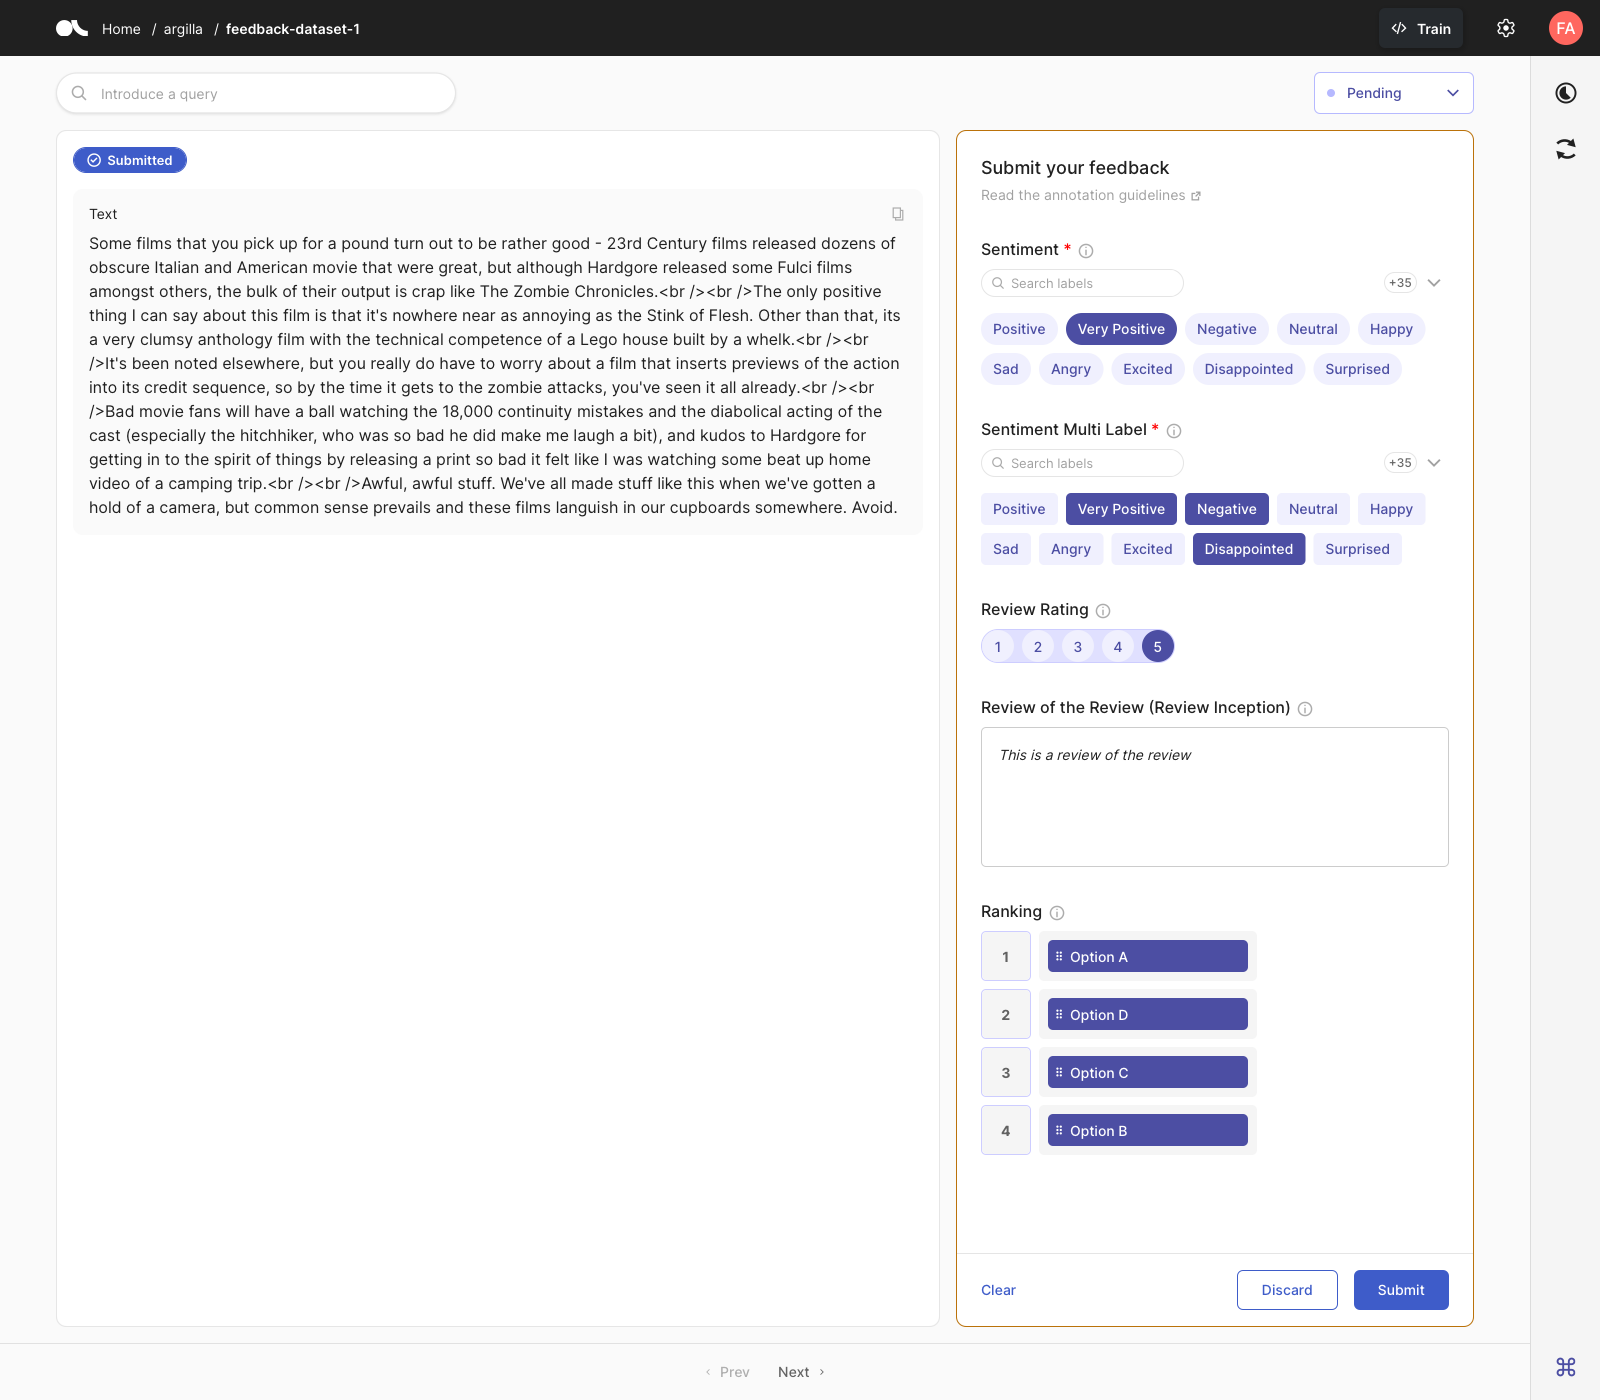 Home / argilla / feedback-dataset-1
Train
FA
Introduce a query
Pending
Submitted
Text
Some films that you pick up for a pound turn out to be rather good - 23rd Century films released dozens of
obscure Italian and American movie that were great, but although Hardgore released some Fulci films
amongst others, the bulk of their output is crap like The Zombie Chronicles.<br /><br />The only positive
thing I can say about this film is that it's nowhere near as annoying as the Stink of Flesh. Other than that, its
a very clumsy anthology film with the technical competence of a Lego house built by a whelk.<br /><br
/>It's been noted elsewhere, but you really do have to worry about a film that inserts previews of the action
into its credit sequence, so by the time it gets to the zombie attacks, you've seen it all already.<br /><br
/>Bad movie fans will have a ball watching the 18,000 continuity mistakes and the diabolical acting of the
cast (especially the hitchhiker, who was so bad he did make me laugh a bit), and kudos to Hardgore for
getting in to the spirit of things by releasing a print so bad it felt like I was watching some beat up home
video of a camping trip.<br /><br />Awful, awful stuff. We've all made stuff like this when we've gotten a
hold of a camera, but common sense prevails and these films languish in our cupboards somewhere. Avoid.
Submit your feedback
Read the annotation guidelines
Sentiment *
Search labels
+35
Positive Very Positive Negative Neutral Happy
Sad Angry Excited Disappointed Surprised
Sentiment Multi Label *
Search labels
+35
Positive Very Positive Negative Neutral Happy
Sad Angry Excited Disappointed Surprised
Review Rating
1 2 3 4 5
Review of the Review (Review Inception)
This is a review of the review
Ranking
1 Option A
2 Option D
3 Option C
4 Option B
Clear Discard Submit
Prev Next